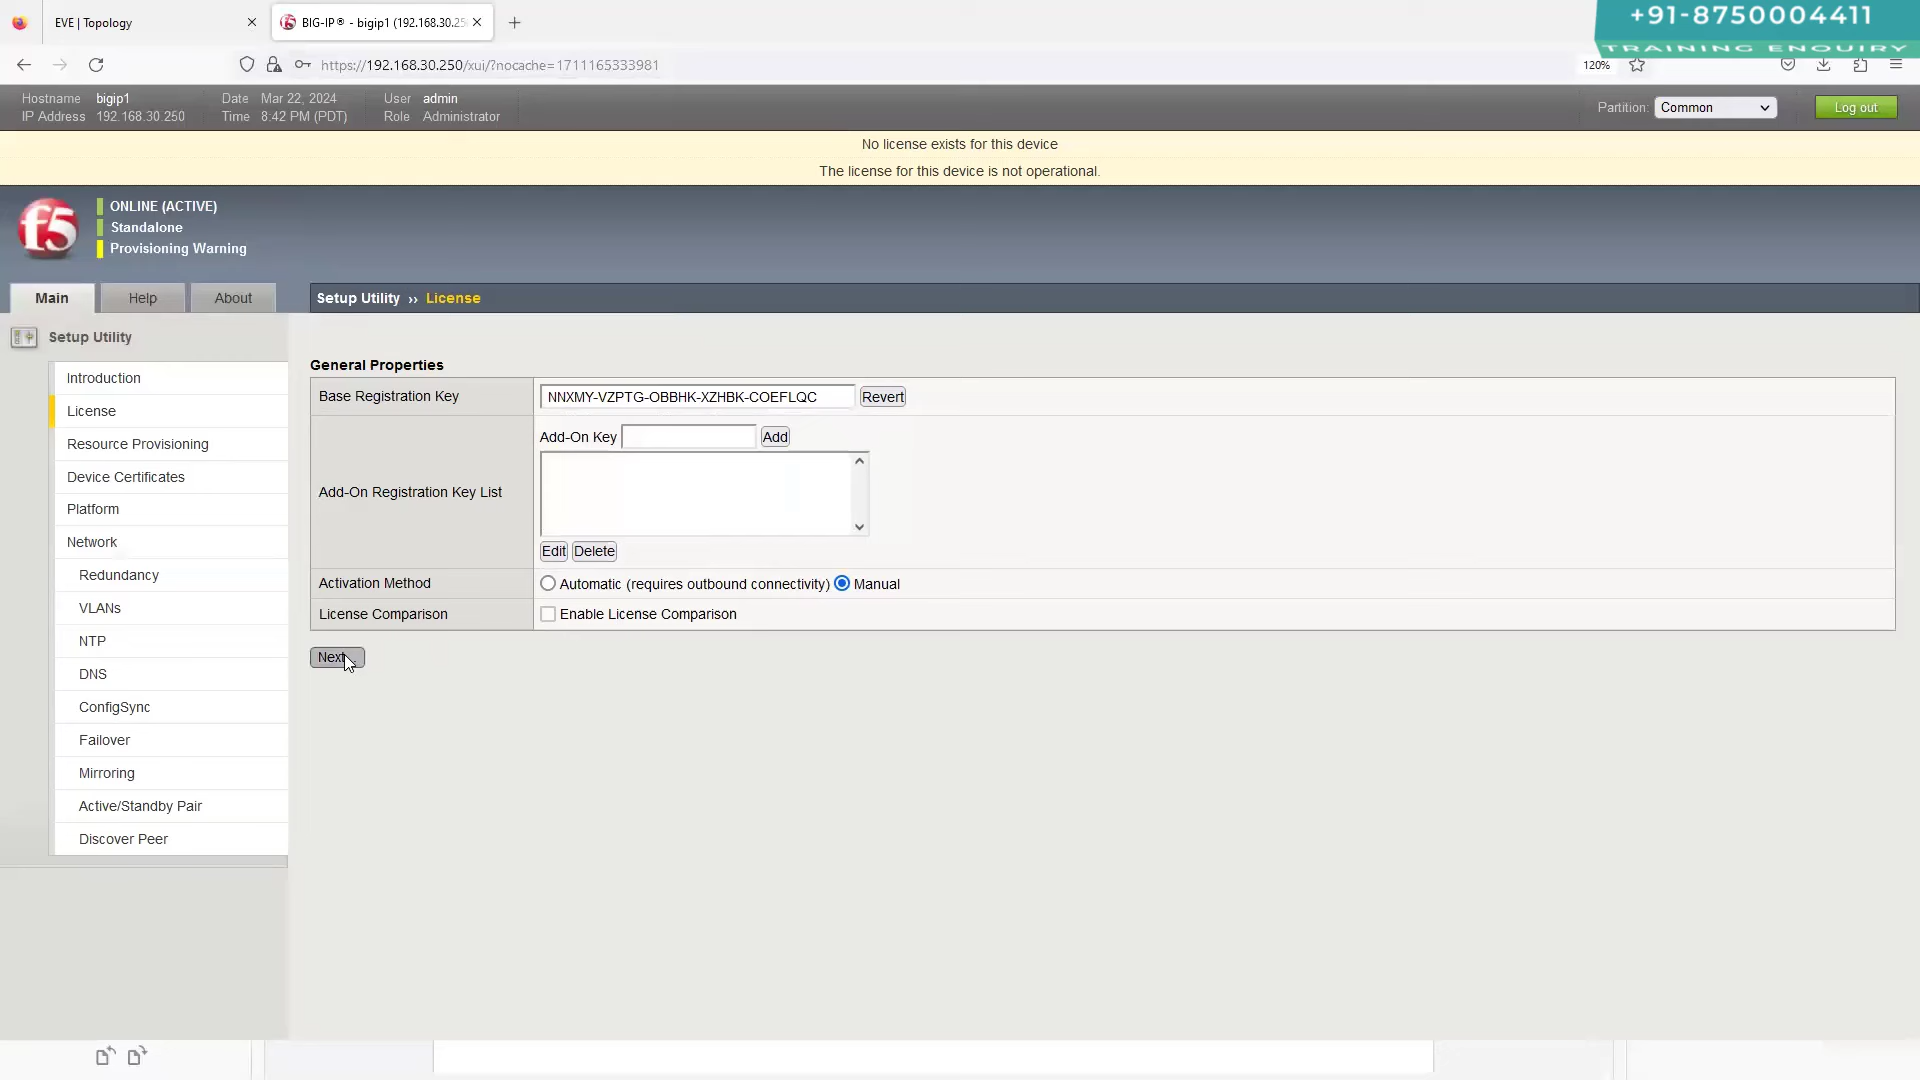 EVE | Topology
BIG-IP® - bigip1 (192.168.30.25
+91-8750004411
TRAINING ENQUIRY
https://192.168.30.250/xui/?nocache=1711165333981
120%
Hostname bigip1
IP Address 192.168.30.250
Date Mar 22, 2024
Time 8:42 PM (PDT)
User admin
Role Administrator
Partition: Common
Log out
No license exists for this device
The license for this device is not operational.
f5
ONLINE (ACTIVE)
Standalone
Provisioning Warning
Main
Help
About
Setup Utility ›› License
Setup Utility
Introduction
License
Resource Provisioning
Device Certificates
Platform
Network
Redundancy
VLANs
NTP
DNS
ConfigSync
Failover
Mirroring
Active/Standby Pair
Discover Peer
General Properties
Base Registration Key NNXMY-VZPTG-OBBHK-XZHBK-COEFLQC Revert
Add-On Key Add
Add-On Registration Key List
Edit Delete
Activation Method Automatic (requires outbound connectivity) Manual
License Comparison Enable License Comparison
Next...